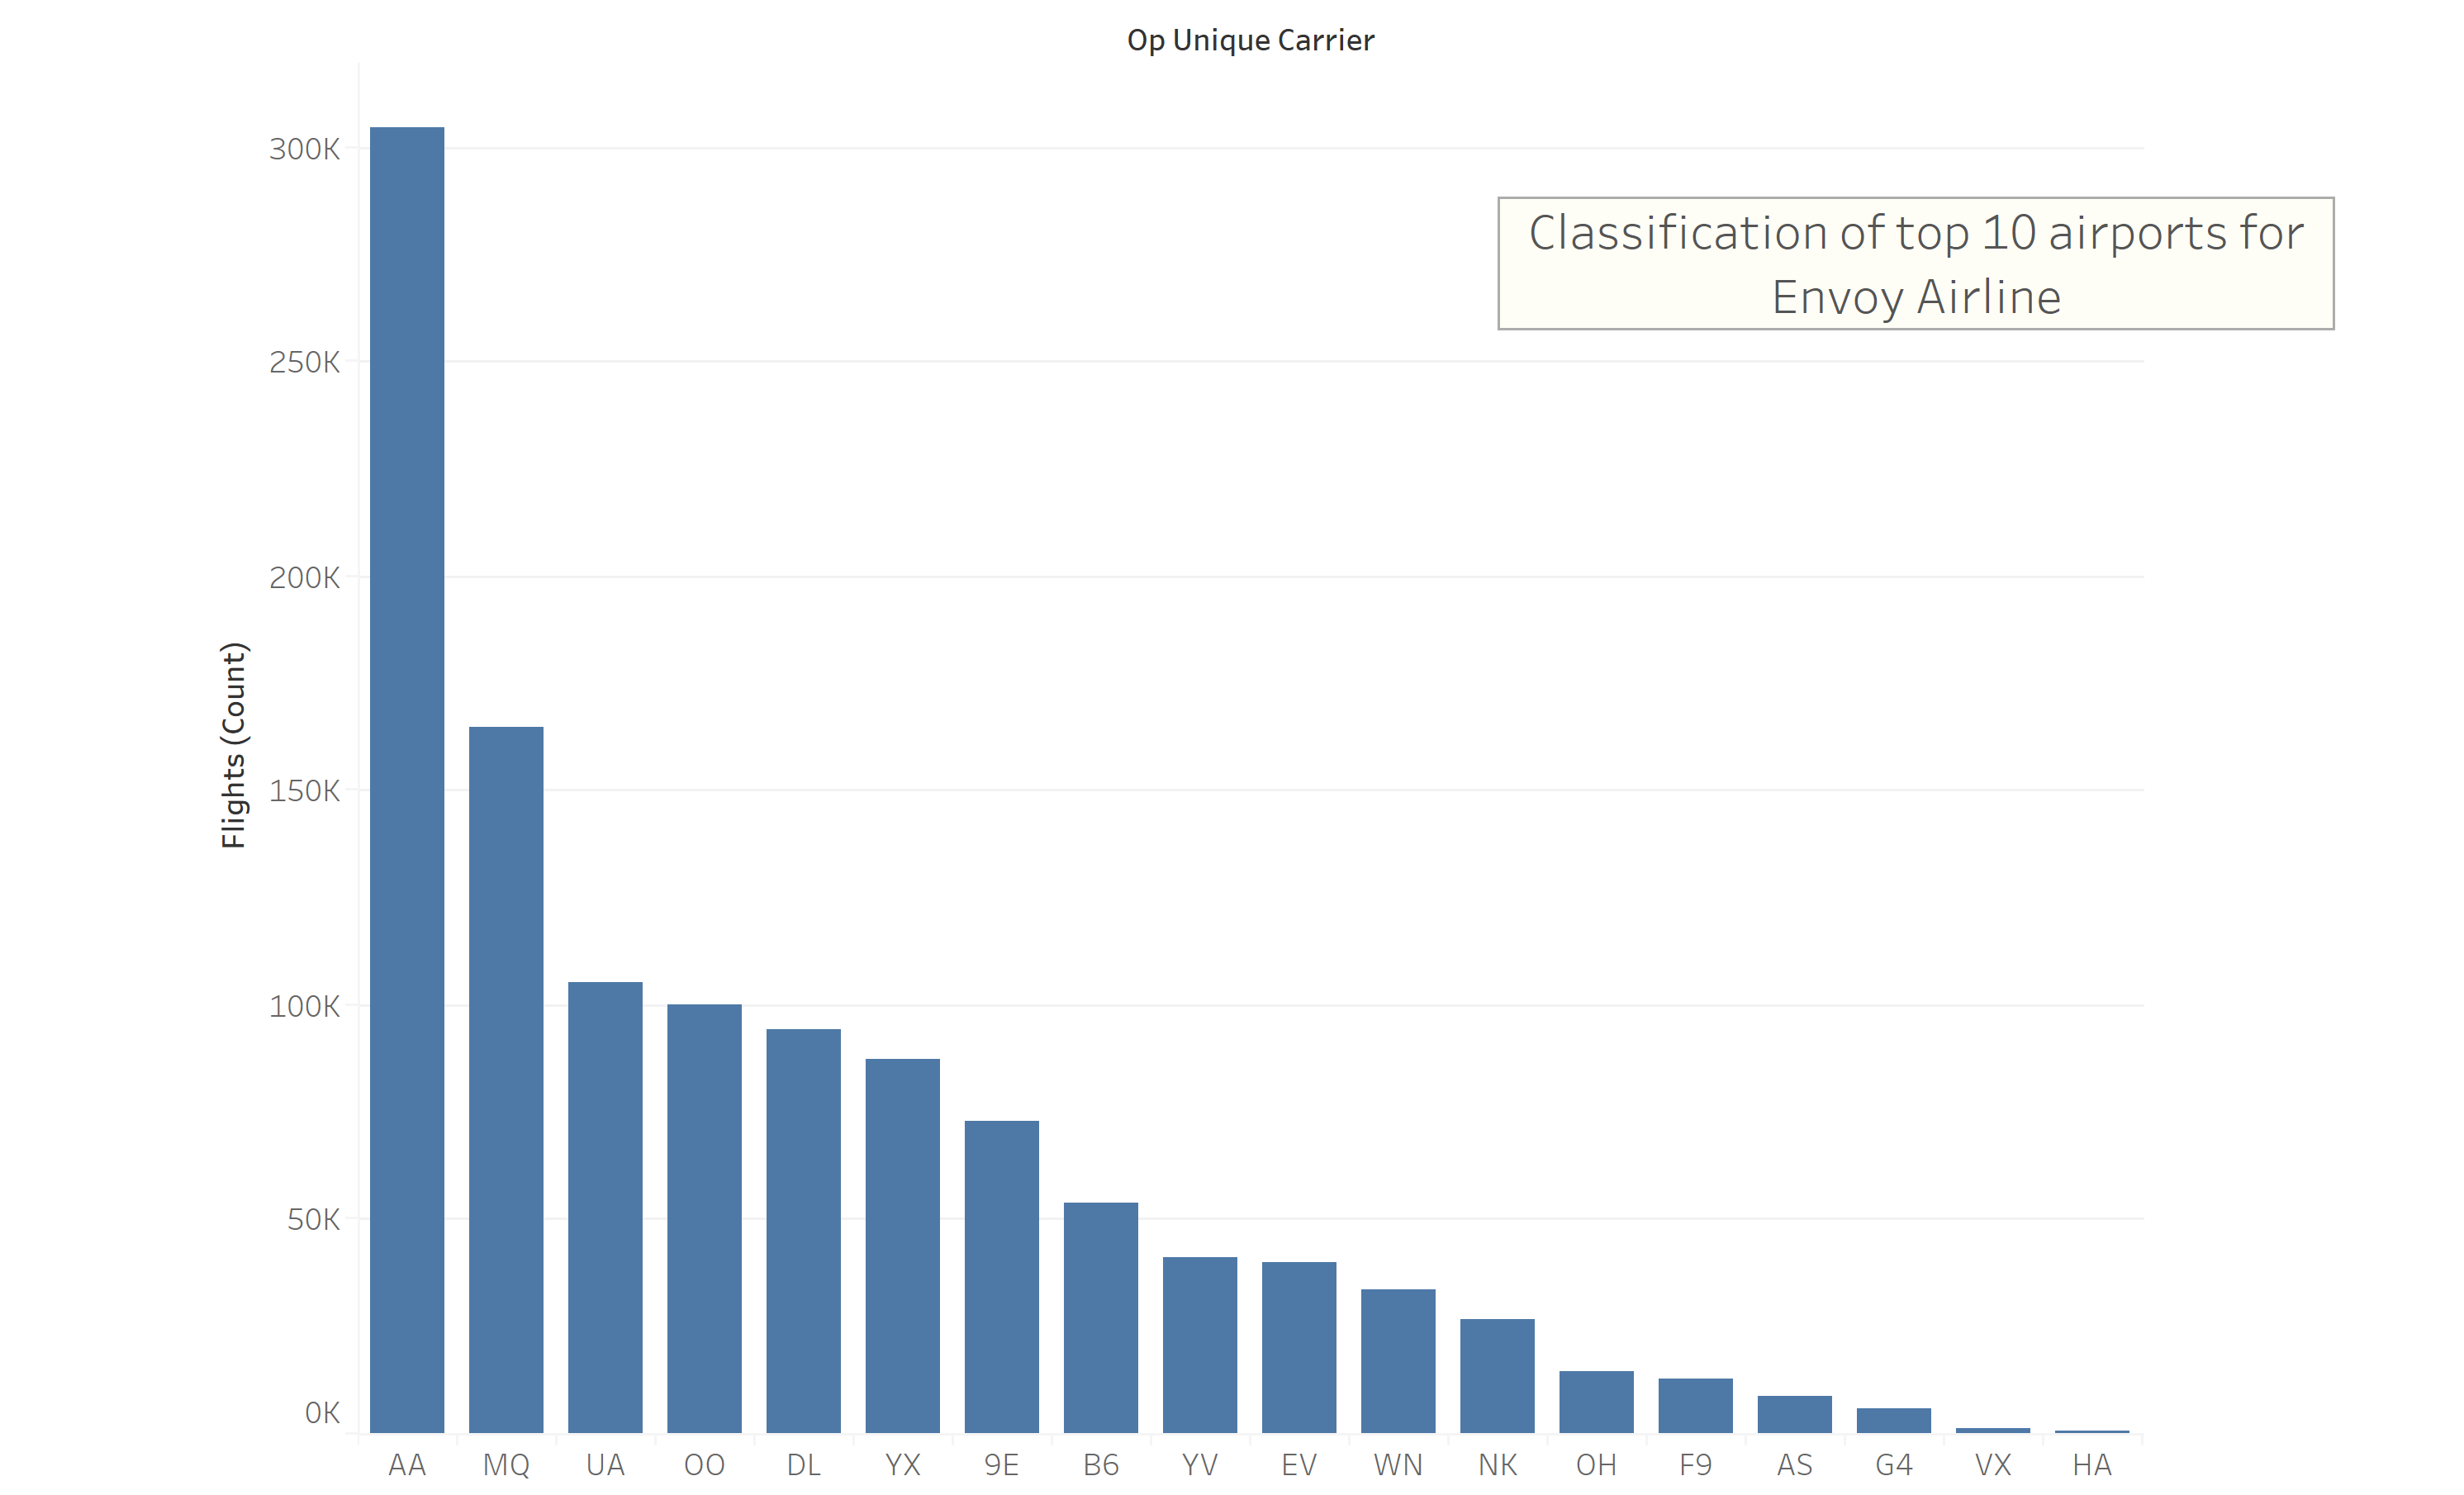 Op Unique Carrier
300K
Classification of top 10 airports for
Envoy Airline
250K
200K
Flights (Count)
150K
100K
50K
0K
AA MQ UA OO DL YX 9E B6 YV EV WN NK OH F9 AS G4 VX HA